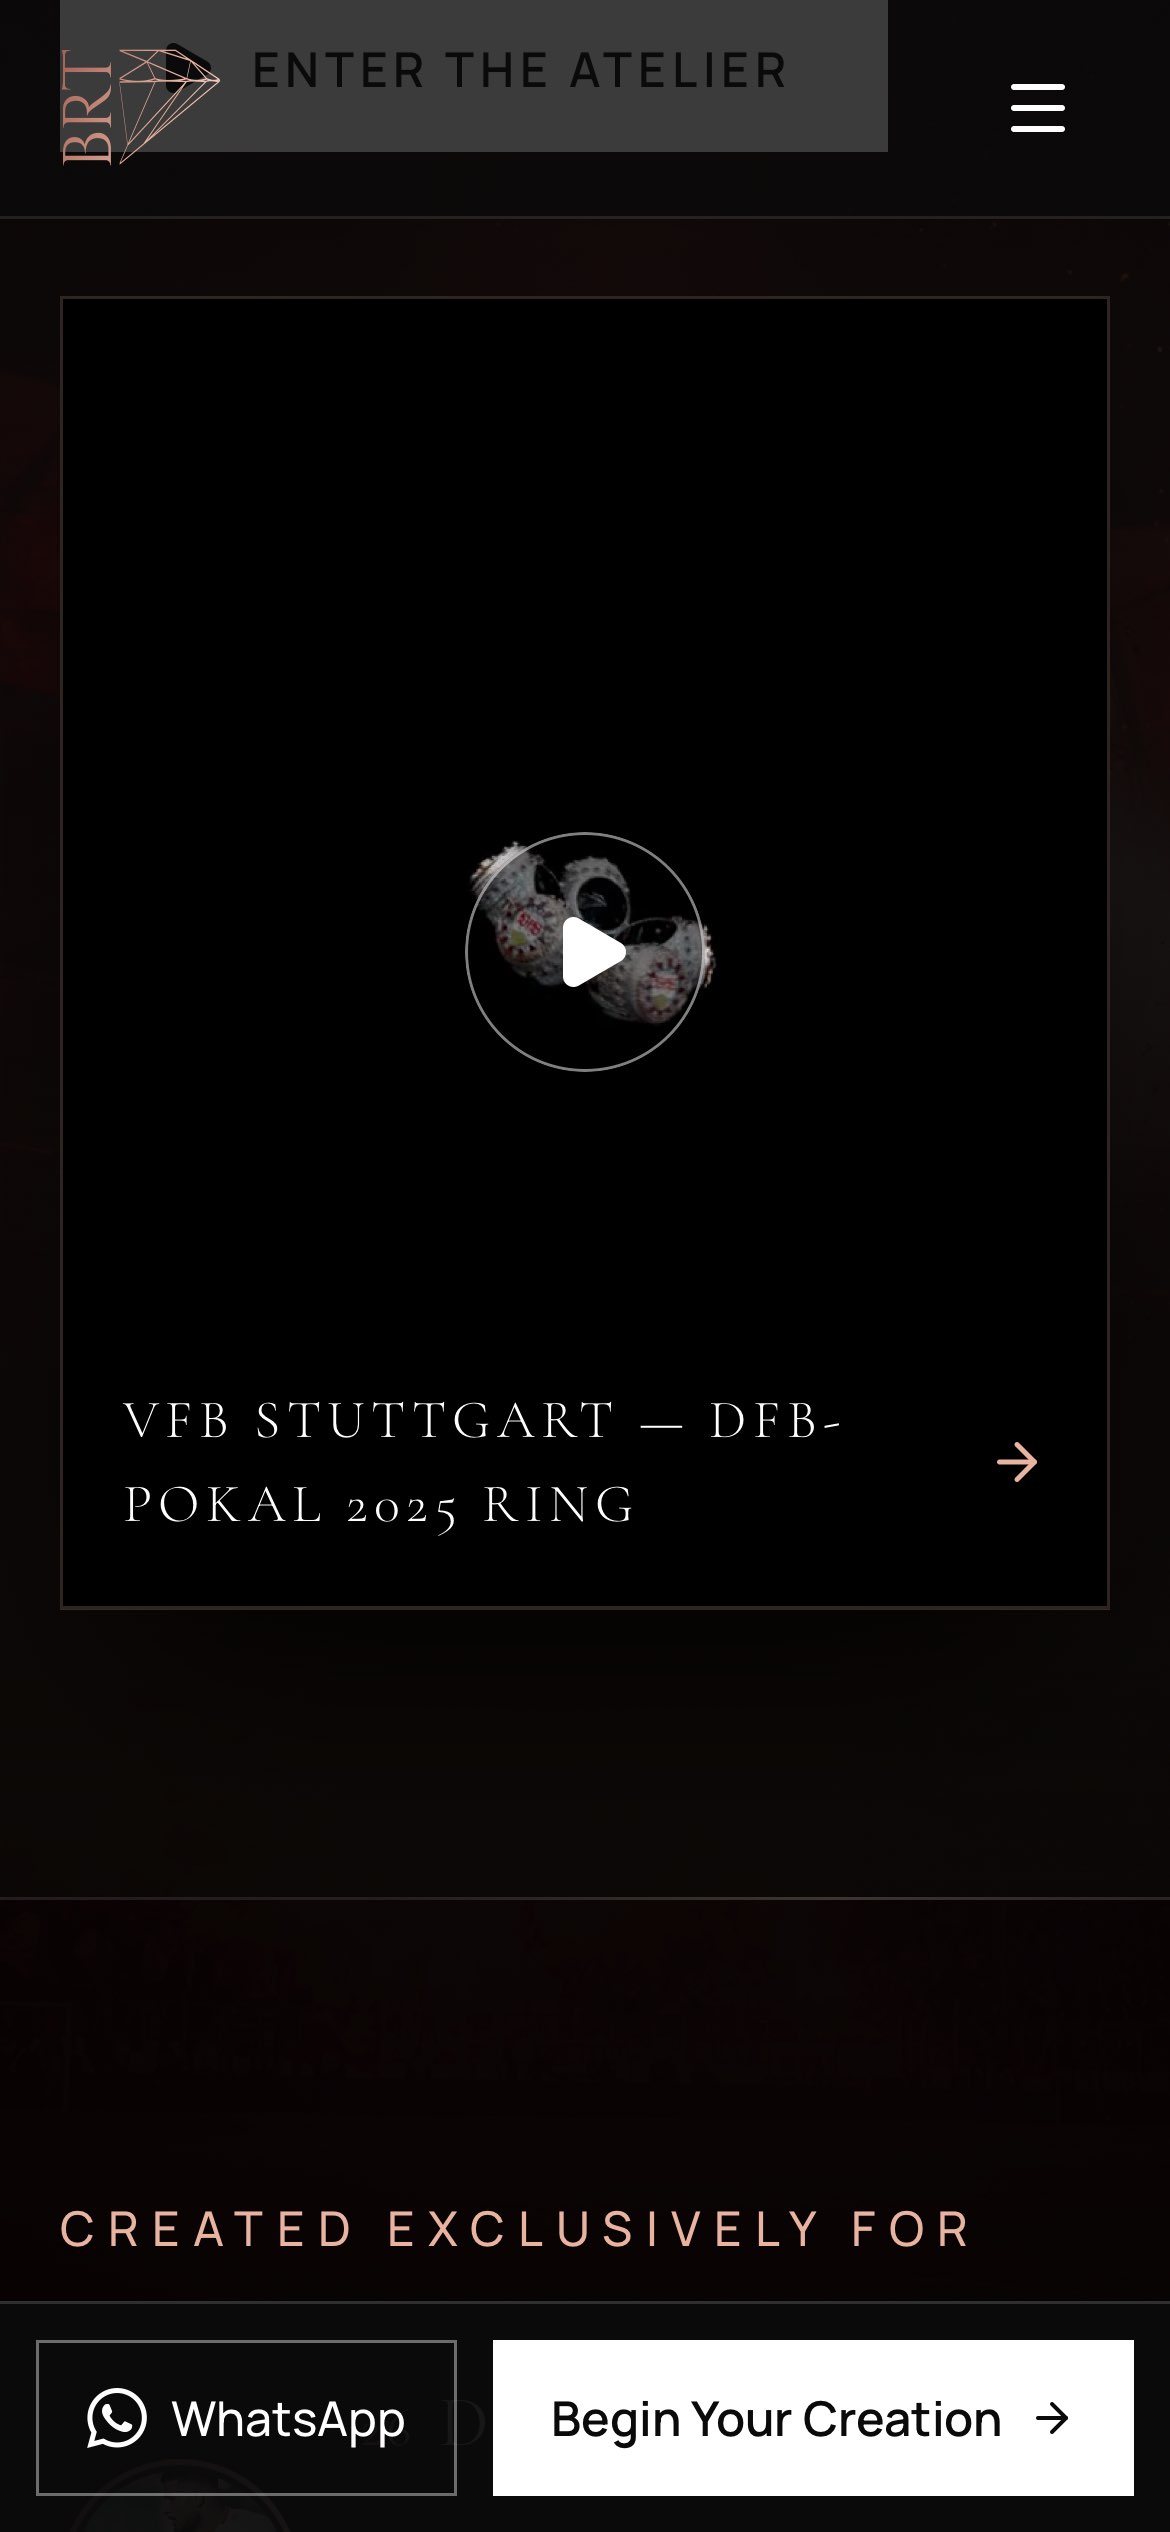 BRT
ENTER THE ATELIER
VFB STUTTGART — DFB-
POKAL 2025 RING
CREATED EXCLUSIVELY FOR
WhatsApp
Begin Your Creation →